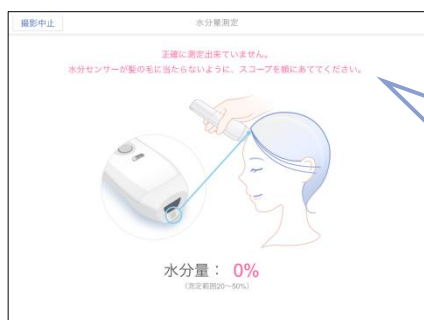 撮影中止
水分量測定
正確に測定出来ていません。
水分センサーが髪の毛に当たらないように、スコープを額にあててください。
水分量： 0%
（測定範囲20～50%）